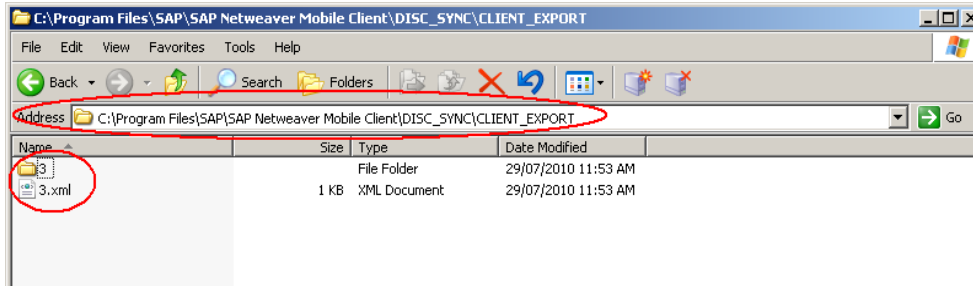 C:\Program Files\SAP\SAP Netweaver Mobile Client\DISC_SYNC\CLIENT_EXPORT
File Edit View Favorites Tools Help
Back Search Folders
Address C:\Program Files\SAP\SAP Netweaver Mobile Client\DISC_SYNC\CLIENT_EXPORT Go
Name Size Type Date Modified
3 File Folder 29/07/2010 11:53 AM
3.xml 1 KB XML Document 29/07/2010 11:53 AM